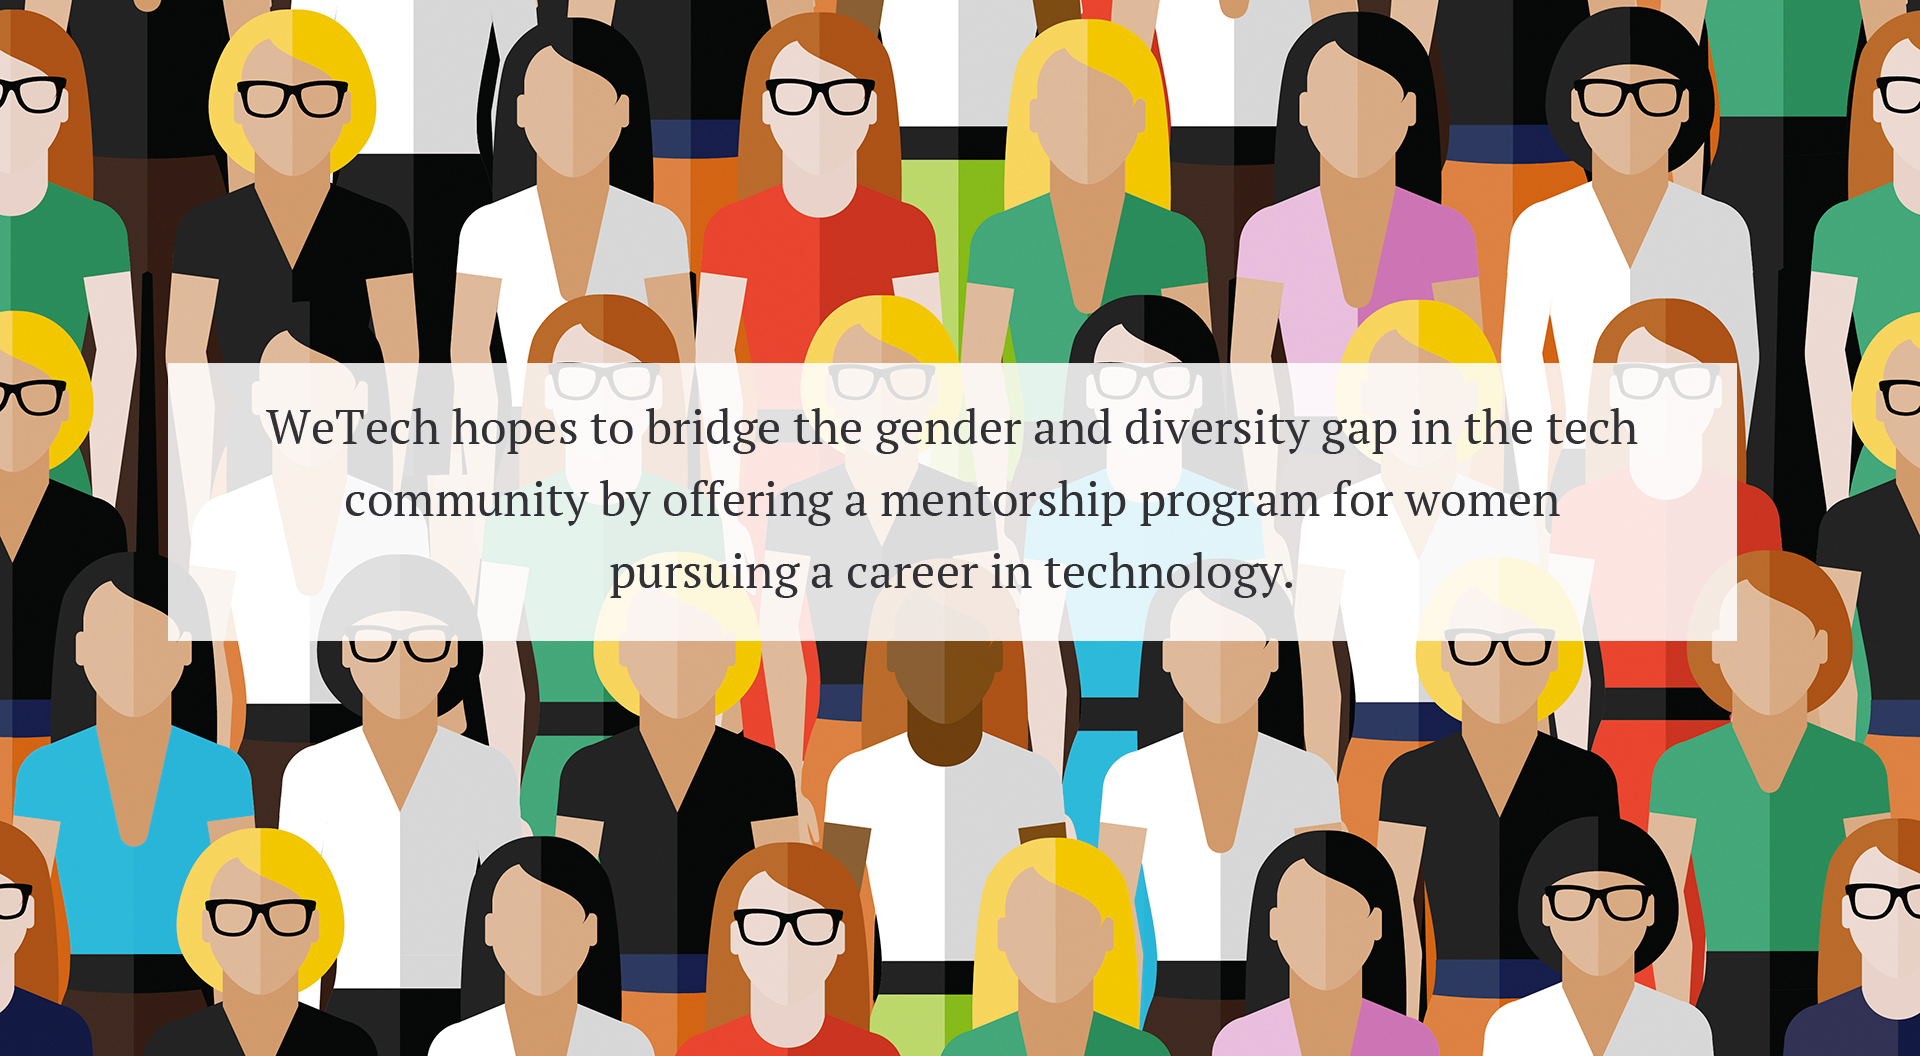 WeTech hopes to bridge the gender and diversity gap in the tech
community by offering a mentorship program for women
pursuing a career in technology.